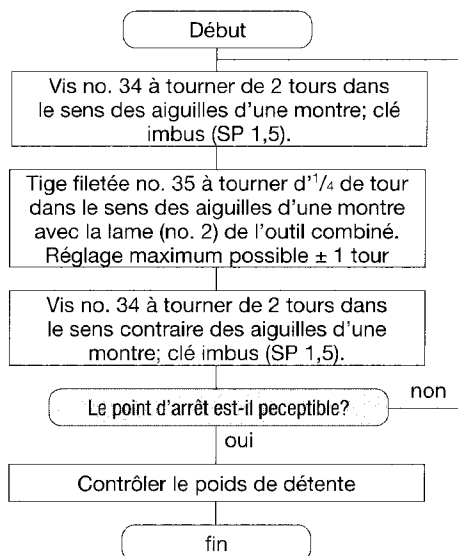 Début
Vis no. 34 à tourner de 2 tours dans
le sens des aiguilles d'une montre; clé
imbus (SP 1,5).
Tige filetée no. 35 à tourner d'1/4 de tour
dans le sens des aiguilles d'une montre
avec la lame (no. 2) de l'outil combiné.
Réglage maximum possible ± 1 tour
Vis no. 34 à tourner de 2 tours dans
le sens contraire des aiguilles d'une
montre; clé imbus (SP 1,5).
Le point d'arrêt est-il peceptible?
non
oui
Contrôler le poids de détente
fin